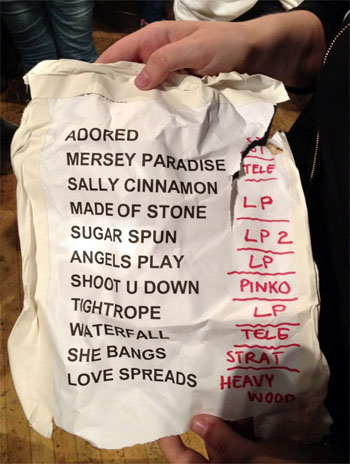 ADORED
MERSEY PARADISE
TELE
SALLY CINNAMON
MADE OF STONE
LP
SUGAR SPUN
LP 2
ANGELS PLAY
LP
SHOOT U DOWN
PINKO
TIGHTROPE
LP
WATERFALL
TELE
SHE BANGS
STRAT
LOVE SPREADS
HEAVY
WOOD